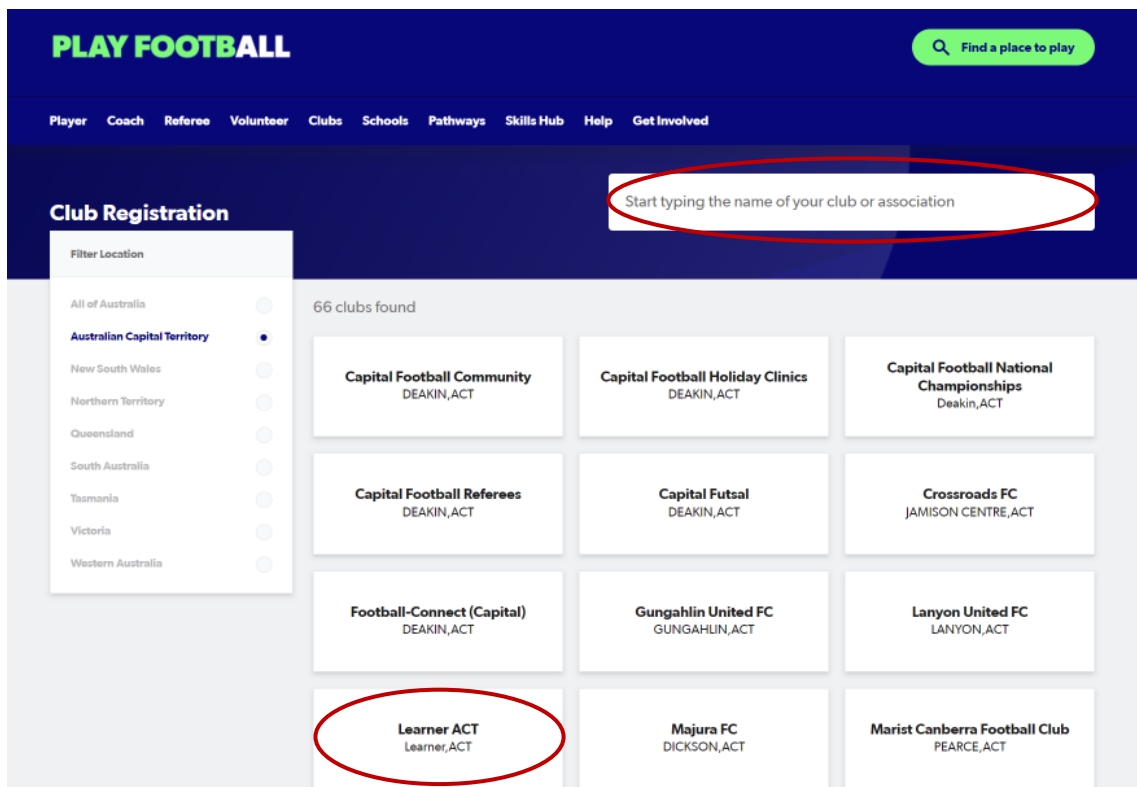 PLAY FOOTBALL
Find a place to play
Player Coach Referee Volunteer Clubs Schools Pathways Skills Hub Help Get Involved
Club Registration
Start typing the name of your club or association
Filter Location
All of Australia
Australian Capital Territory
New South Wales
Northern Territory
Queensland
South Australia
Tasmania
Victoria
Western Australia
66 clubs found
Capital Football Community
DEAKIN,ACT
Capital Football Holiday Clinics
DEAKIN,ACT
Capital Football National
Championships
Deakin,ACT
Capital Football Referees
DEAKIN,ACT
Capital Futsal
DEAKIN,ACT
Crossroads FC
JAMISON CENTRE,ACT
Football-Connect (Capital)
DEAKIN,ACT
Gungahlin United FC
GUNGAHLIN,ACT
Lanyon United FC
LANYON,ACT
Learner ACT
Learner,ACT
Majura FC
DICKSON,ACT
Marist Canberra Football Club
PEARCE,ACT